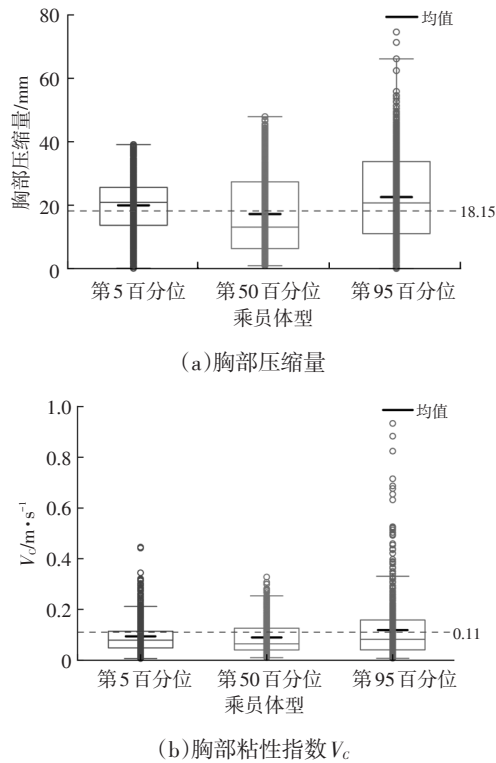 均值
80
60
40
20
0
胸部压缩量/mm
18.15
第5百分位 第50百分位 第95百分位
乘员体型
(a)胸部压缩量
均值
1.0
0.8
0.6
0.4
0.2
0
V_C/m·s⁻¹
0.11
第5百分位 第50百分位 第95百分位
乘员体型
(b)胸部粘性指数V_C